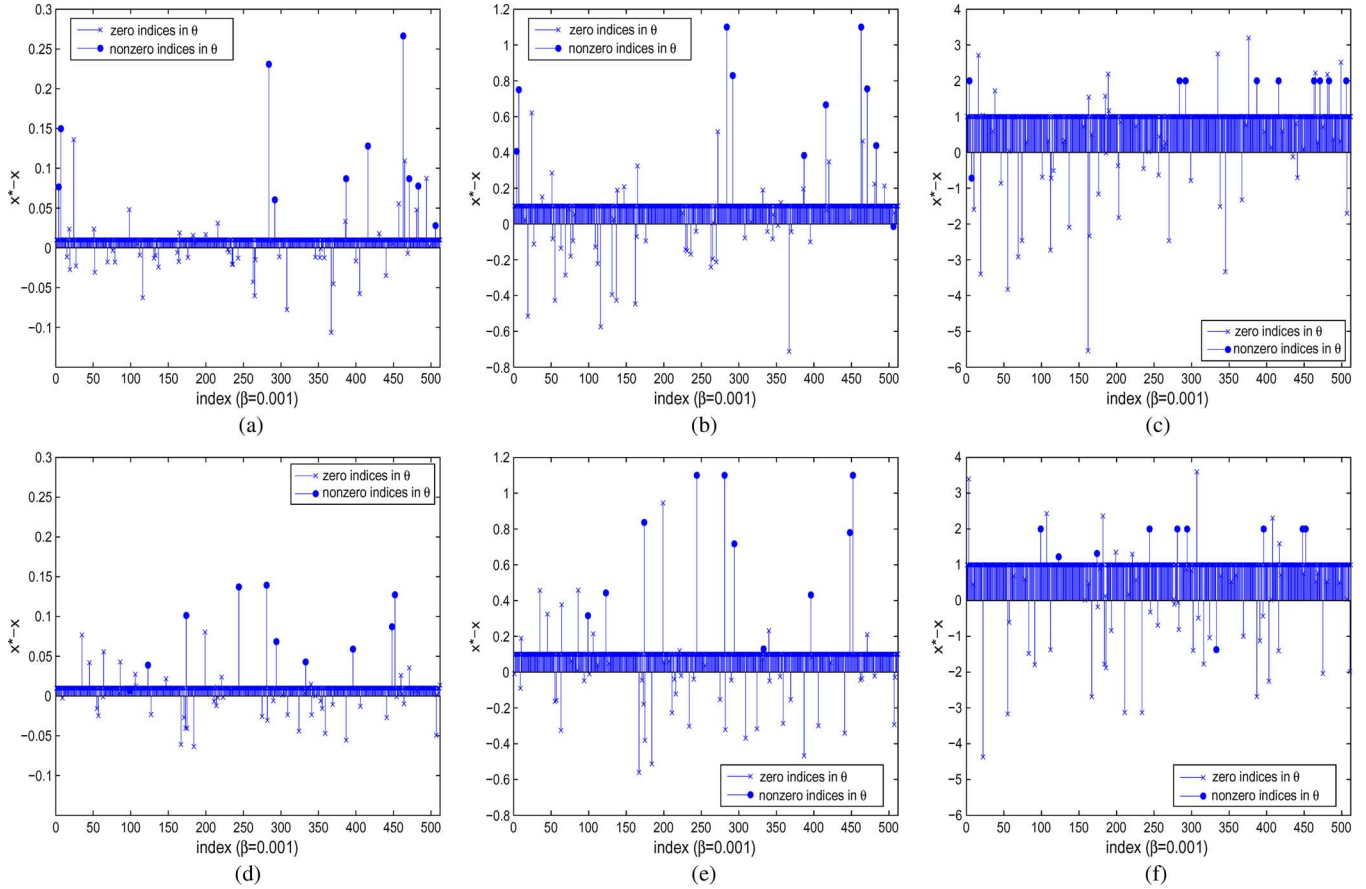 0.3
0.25
0.2
0.15
0.1
0.05
0
−0.05
−0.1
x*−x
zero indices in θ
nonzero indices in θ
0 50 100 150 200 250 300 350 400 450 500
index (β=0.001)
(a)
1.2
1
0.8
0.6
0.4
0.2
0
−0.2
−0.4
−0.6
−0.8
x*−x
zero indices in θ
nonzero indices in θ
0 50 100 150 200 250 300 350 400 450 500
index (β=0.001)
(b)
4
3
2
1
0
−1
−2
−3
−4
−5
−6
x*−x
zero indices in θ
nonzero indices in θ
0 50 100 150 200 250 300 350 400 450 500
index (β=0.001)
(c)
0.3
0.25
0.2
0.15
0.1
0.05
0
−0.05
−0.1
x*−x
zero indices in θ
nonzero indices in θ
0 50 100 150 200 250 300 350 400 450 500
index (β=0.001)
(d)
1.2
1
0.8
0.6
0.4
0.2
0
−0.2
−0.4
−0.6
−0.8
x*−x
zero indices in θ
nonzero indices in θ
0 50 100 150 200 250 300 350 400 450 500
index (β=0.001)
(e)
4
3
2
1
0
−1
−2
−3
−4
−5
−6
x*−x
zero indices in θ
nonzero indices in θ
0 50 100 150 200 250 300 350 400 450 500
index (β=0.001)
(f)